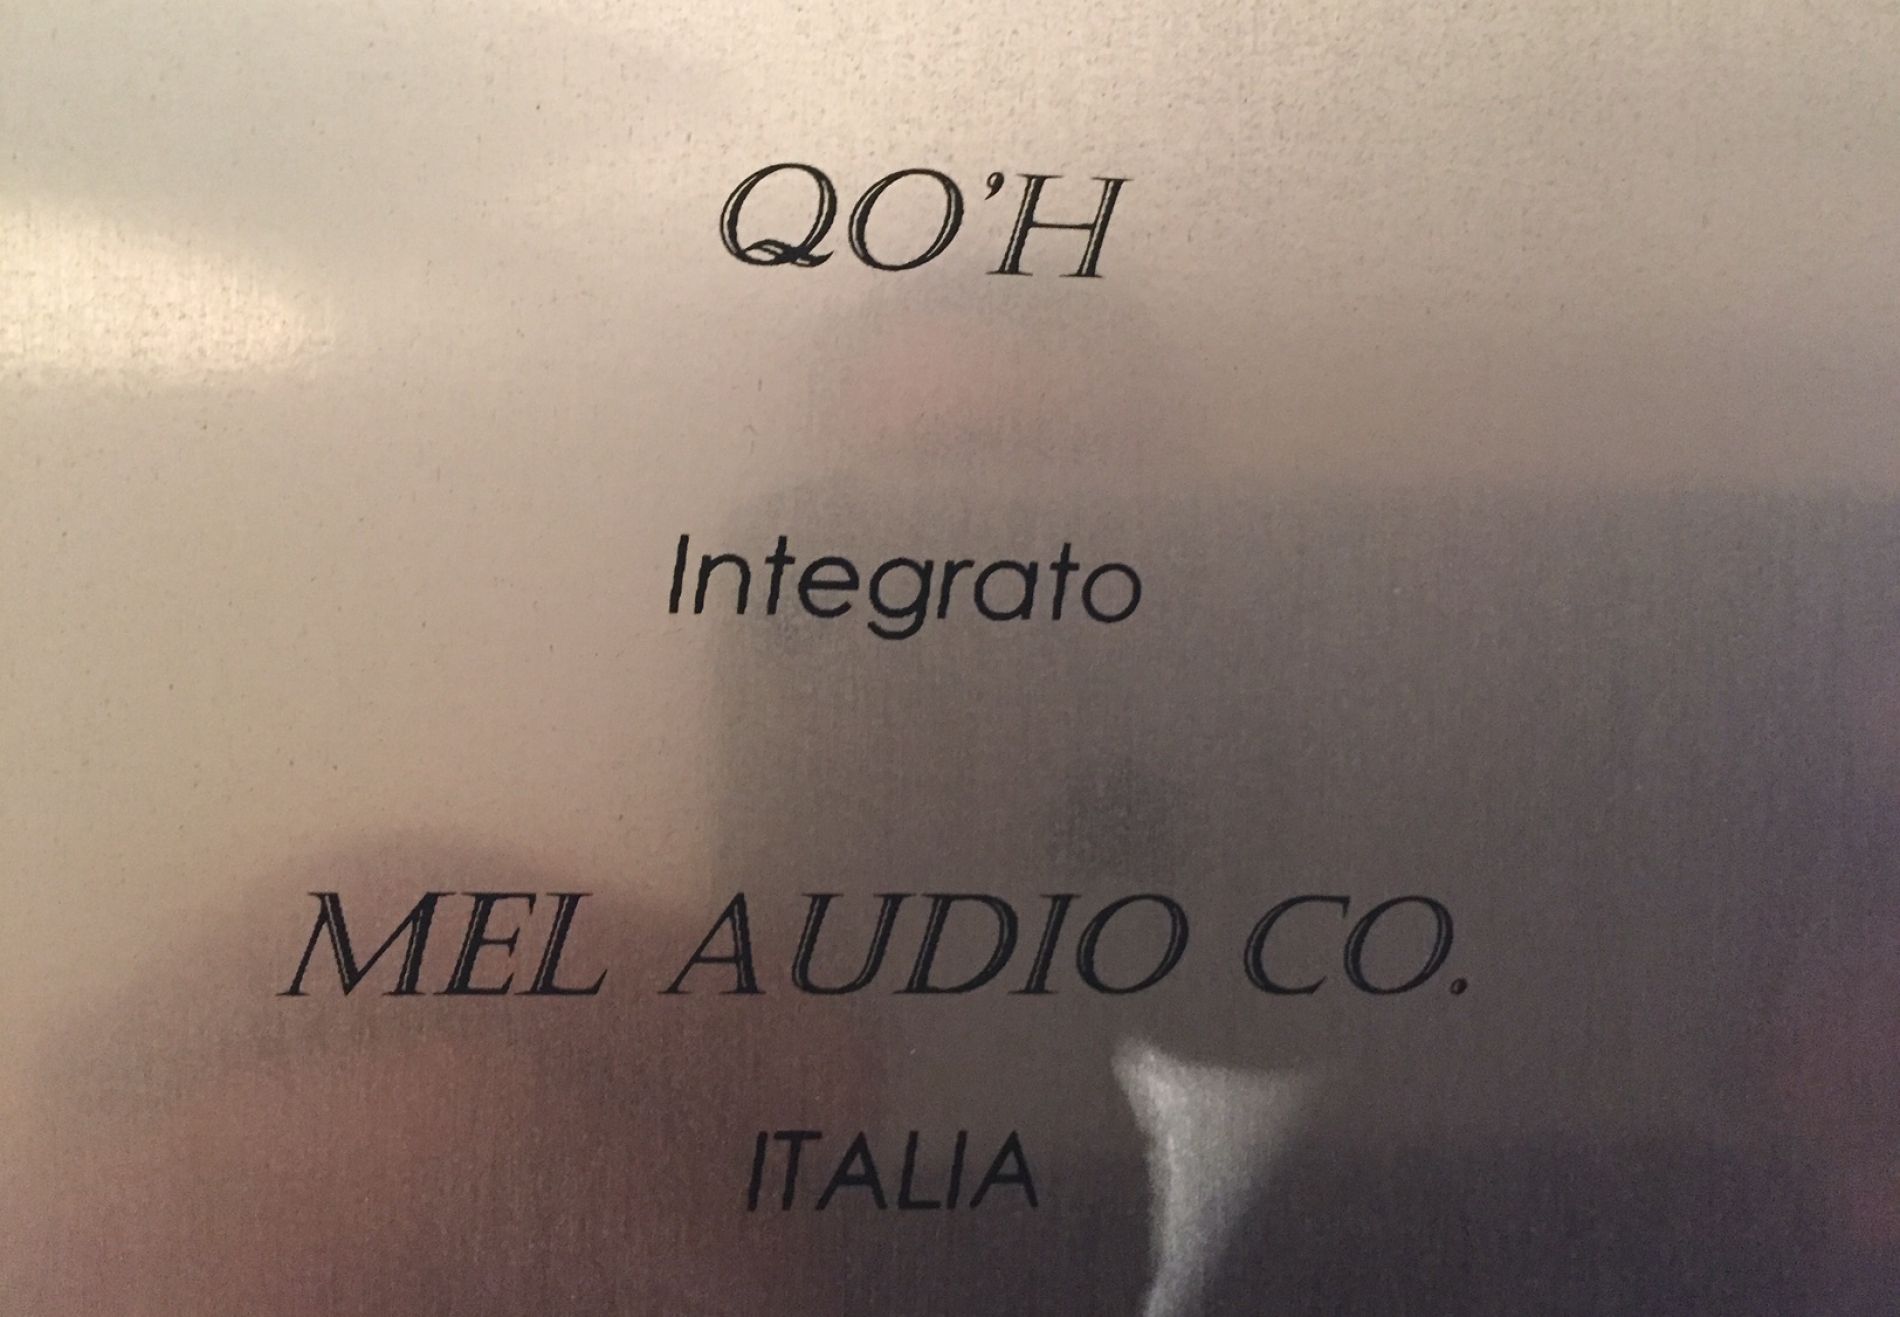 QO’H
Integrato
MEL AUDIO CO.
ITALIA